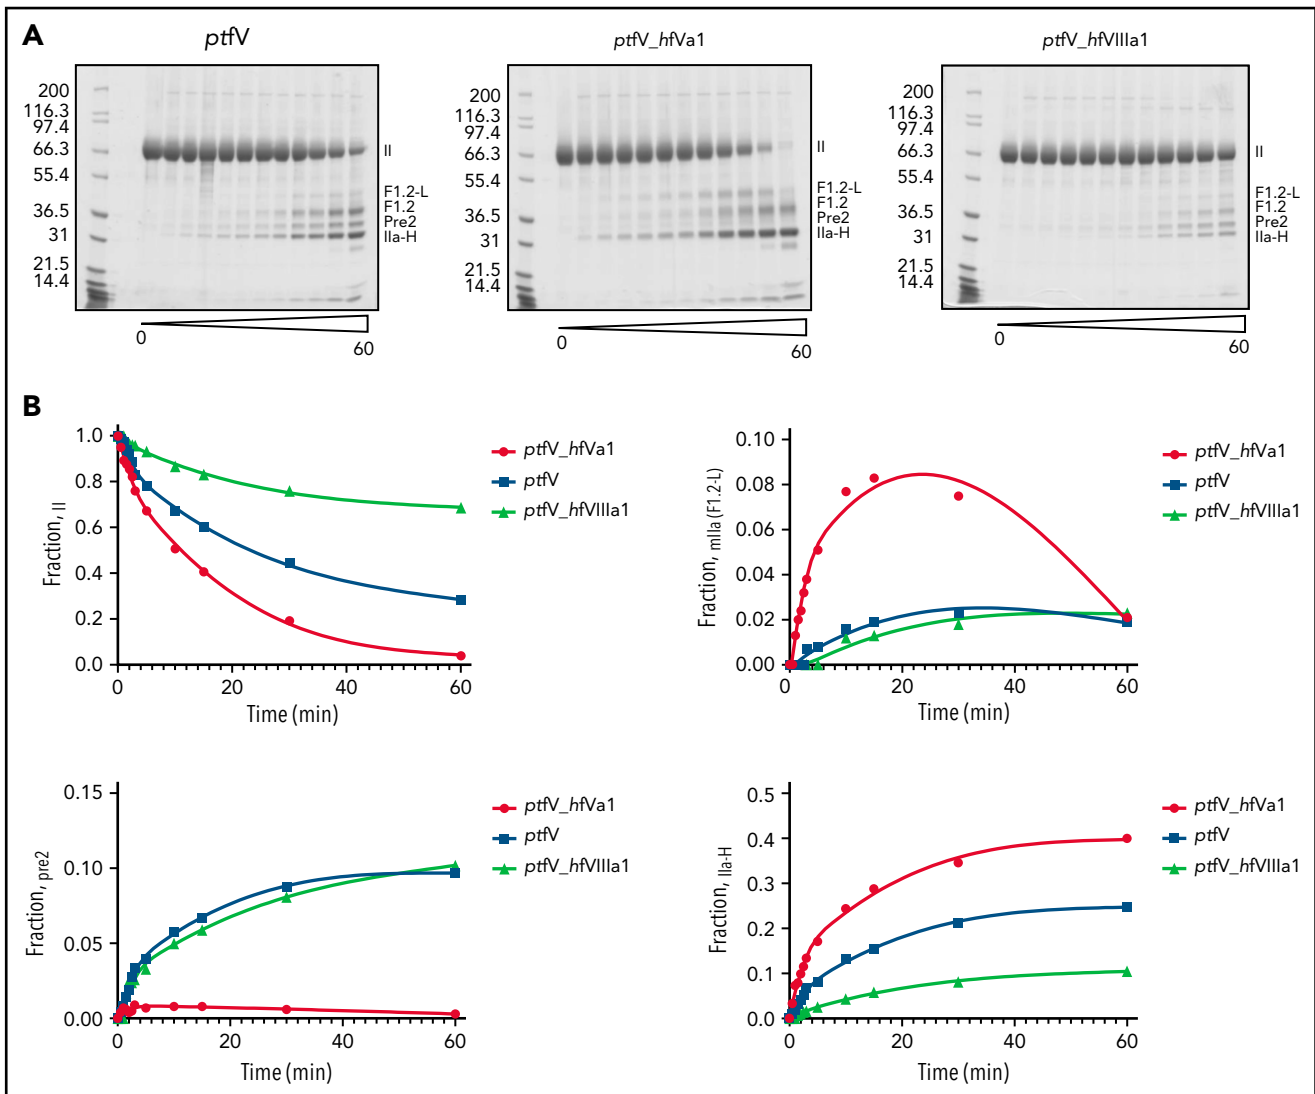 A
ptfV
ptfV_hfVa1
ptfV_hfVIIIa1
200
116.3
97.4
66.3
55.4
36.5
31
21.5
14.4
II
F1.2-L
F1.2
Pre2
IIa-H
0
60
200
116.3
97.4
66.3
55.4
36.5
31
21.5
14.4
II
F1.2-L
F1.2
Pre2
IIa-H
0
60
200
116.3
97.4
66.3
55.4
36.5
31
21.5
14.4
II
F1.2-L
F1.2
Pre2
IIa-H
0
60
B
1.0
0.8
0.6
0.4
0.2
0.0
Fraction, II
0 20 40 60
Time (min)
ptfV_hfVa1
ptfV
ptfV_hfVIIIa1
0.10
0.08
0.06
0.04
0.02
0.00
Fraction, mIIa (F1.2-L)
0 20 40 60
Time (min)
ptfV_hfVa1
ptfV
ptfV_hfVIIIa1
0.15
0.10
0.05
0.00
Fraction, pre2
0 20 40 60
Time (min)
ptfV_hfVa1
ptfV
ptfV_hfVIIIa1
0.5
0.4
0.3
0.2
0.1
0.0
Fraction, IIa-H
0 20 40 60
Time (min)
ptfV_hfVa1
ptfV
ptfV_hfVIIIa1